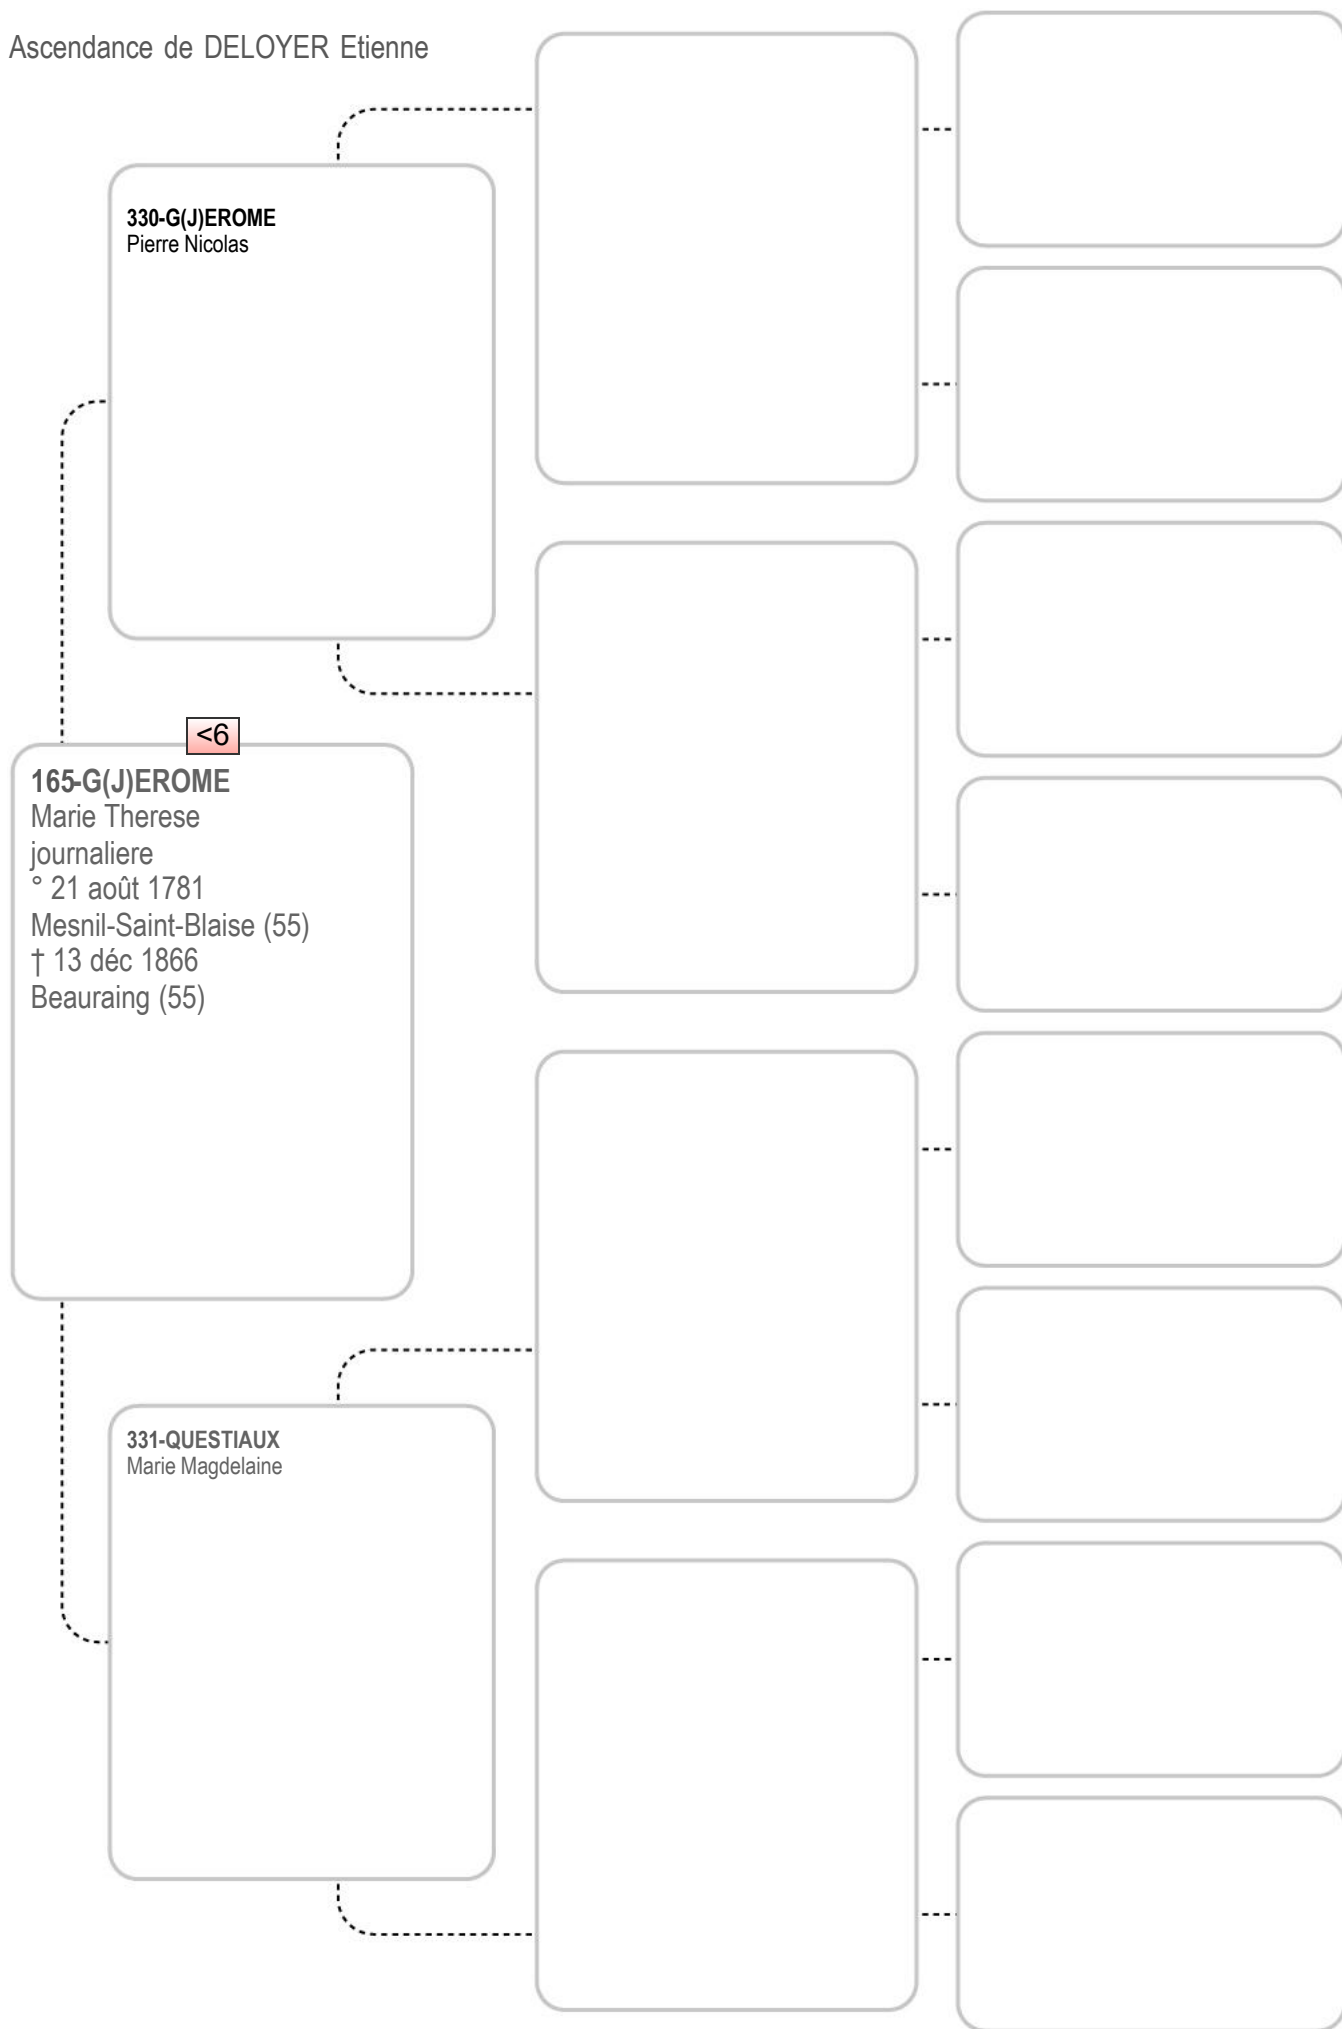 Ascendance de DELOYER Etienne
330-G(J)EROME
Pierre Nicolas
<6
165-G(J)EROME
Marie Therese
journaliere
° 21 août 1781
Mesnil-Saint-Blaise (55)
† 13 déc 1866
Beauraing (55)
331-QUESTIAUX
Marie Magdelaine